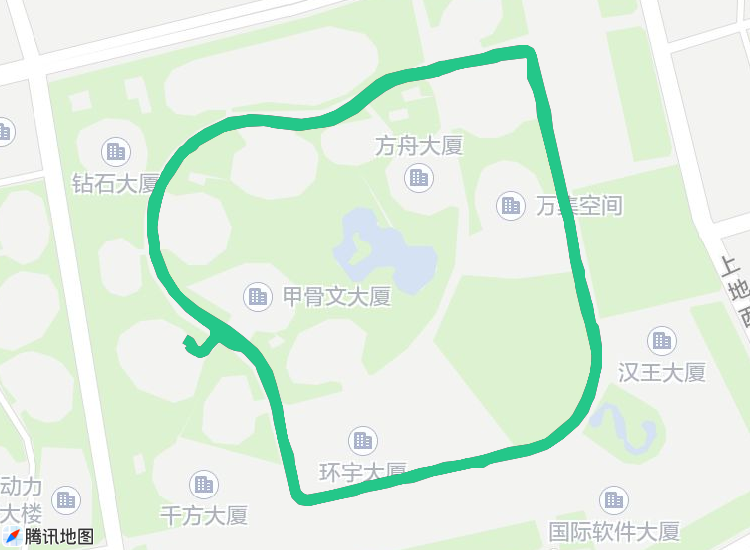 方舟大厦
钻石大厦
万集空间
上地西
甲骨文大厦
汉王大厦
环宇大厦
动力
大楼
千方大厦
国际软件大厦
腾讯地图